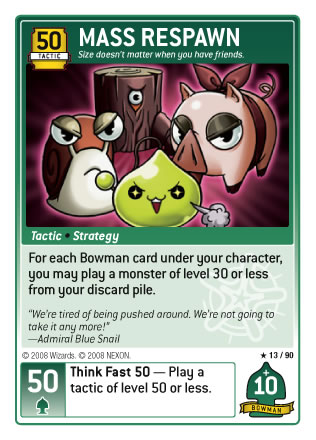 50
TACTIC
MASS RESPAWN
Size doesn't matter when you have friends.
Tactic • Strategy
For each Bowman card under your character,
you may play a monster of level 30 or less
from your discard pile.
"We're tired of being pushed around. We're not going to
take it any more!"
—Admiral Blue Snail
© 2008 Wizards. © 2008 NEXON.
★ 13 / 90
50
Think Fast 50 — Play a
tactic of level 50 or less.
+
10
BOWMAN